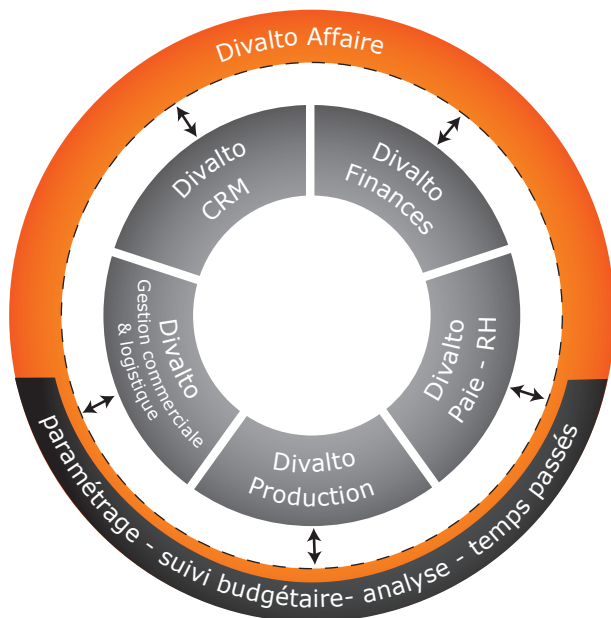 Divalto Affaire
Divalto
CRM
Divalto
Finances
Divalto
Gestion commerciale
& logistique
Divalto
Paie - RH
Divalto
Production
paramétrage - suivi budgétaire- analyse - temps passés